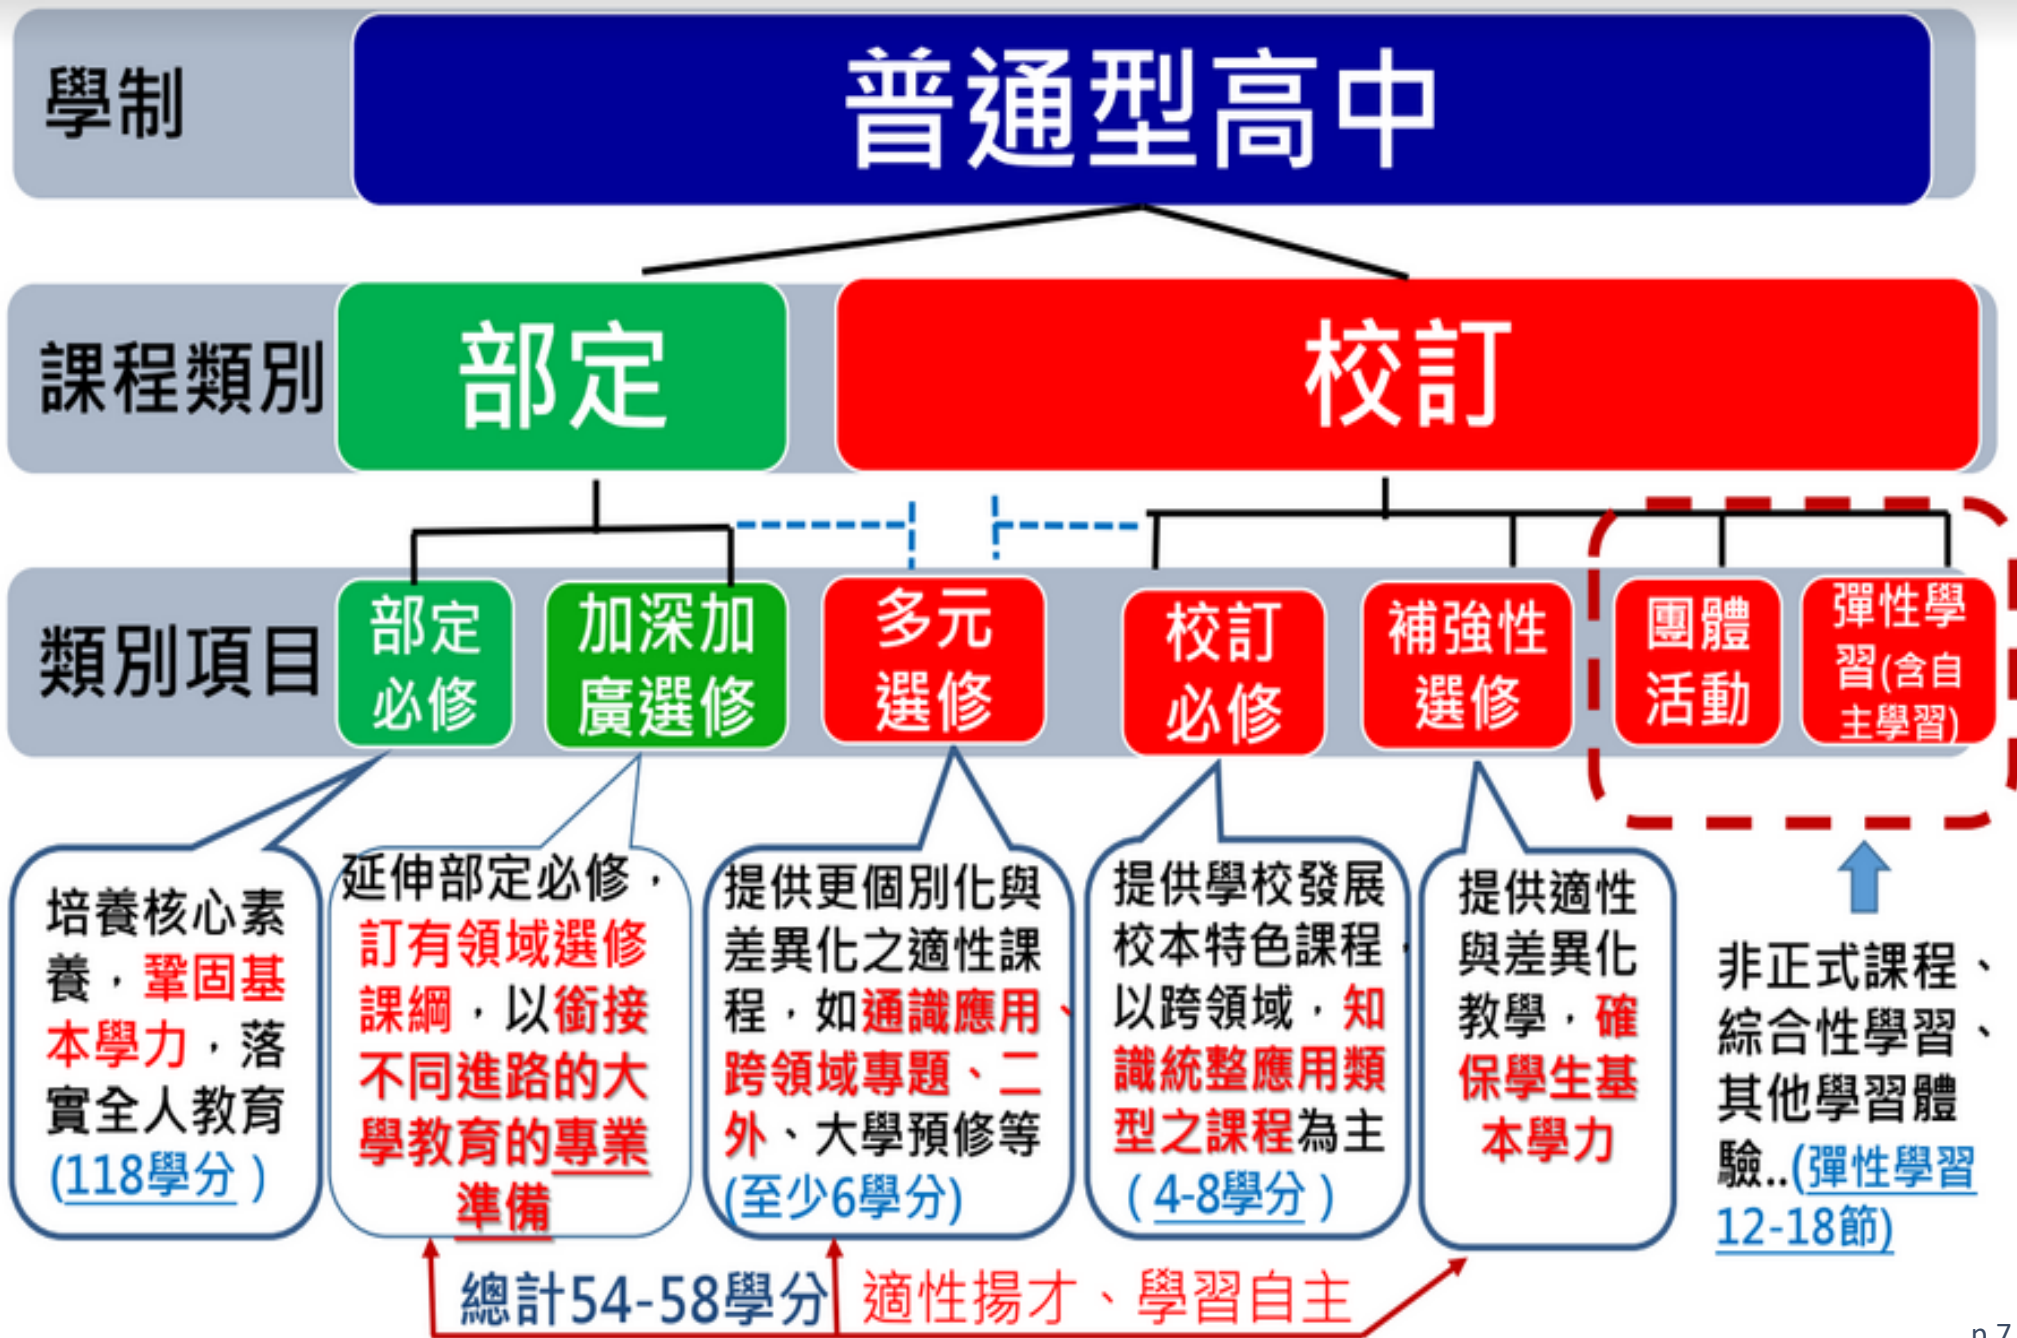 學制
普通型高中
課程類別
部定
校訂
類別項目
部定
必修
加深加
廣選修
多元
選修
校訂
必修
補強性
選修
團體
活動
彈性學
習(含自
主學習)
培養核心素
養，鞏固基
本學力，落
實全人教育
(118學分)
延伸部定必修，
訂有領域選修
課綱，以銜接
不同進路的大
學教育的專業
準備
提供更個別化與
差異化之適性課
程，如通識應用、
跨領域專題、二
外、大學預修等
(至少6學分)
提供學校發展
校本特色課程，
以跨領域，知
識統整應用類
型之課程為主
(4-8學分)
提供適性
與差異化
教學，確
保學生基
本學力
非正式課程、
綜合性學習、
其他學習體
驗..(彈性學習
12-18節)
總計54-58學分
適性揚才、學習自主
p.7